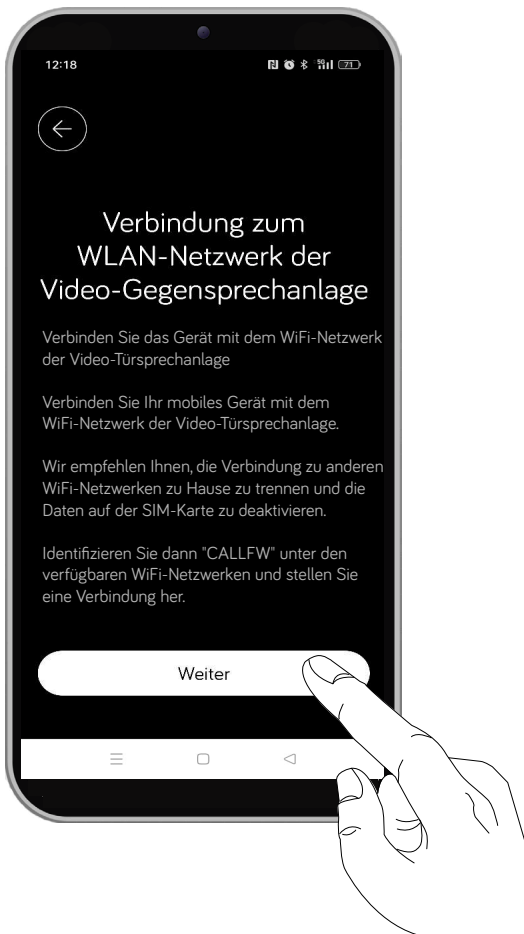 12:18
5G 71
Verbindung zum
WLAN-Netzwerk der
Video-Gegensprechanlage
Verbinden Sie das Gerät mit dem WiFi-Netzwerk
der Video-Türsprechanlage
Verbinden Sie Ihr mobiles Gerät mit dem
WiFi-Netzwerk der Video-Türsprechanlage.
Wir empfehlen Ihnen, die Verbindung zu anderen
WiFi-Netzwerken zu Hause zu trennen und die
Daten auf der SIM-Karte zu deaktivieren.
Identifizieren Sie dann "CALLFW" unter den
verfügbaren WiFi-Netzwerken und stellen Sie
eine Verbindung her.
Weiter